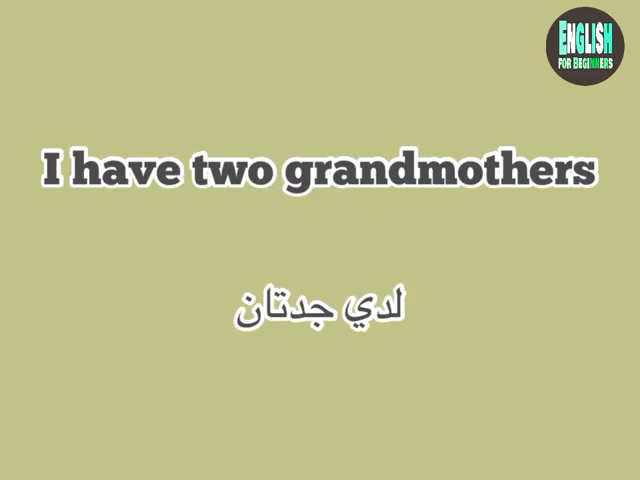 ENGLISH
FOR BEGINNERS
I have two grandmothers
لدي جدتان